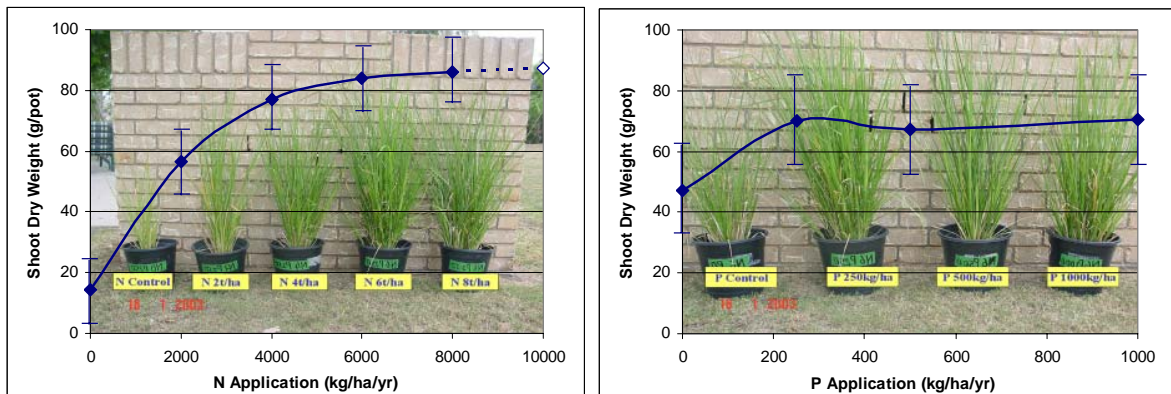 100
80
60
40
20
0
Shoot Dry Weight (g/pot)
N Control
N 2t/ha
N 4t/ha
N 6t/ha
N 8t/ha
0 2000 4000 6000 8000 10000
N Application (kg/ha/yr)
100
80
60
40
20
0
Shoot Dry Weight (g/pot)
P Control
P 250kg/ha
P 500kg/ha
P 1000kg/ha
0 200 400 600 800 1000
P Application (kg/ha/yr)